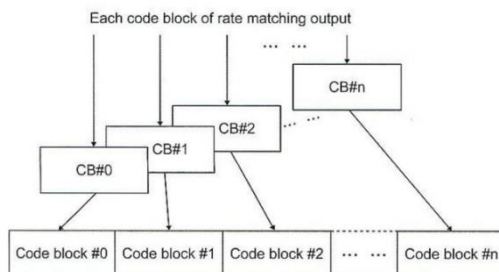 Each code block of rate matching output
... ...
CB#n
CB#2
... ...
CB#1
CB#0
Code block #0
Code block #1
Code block #2
... ...
Code block #n